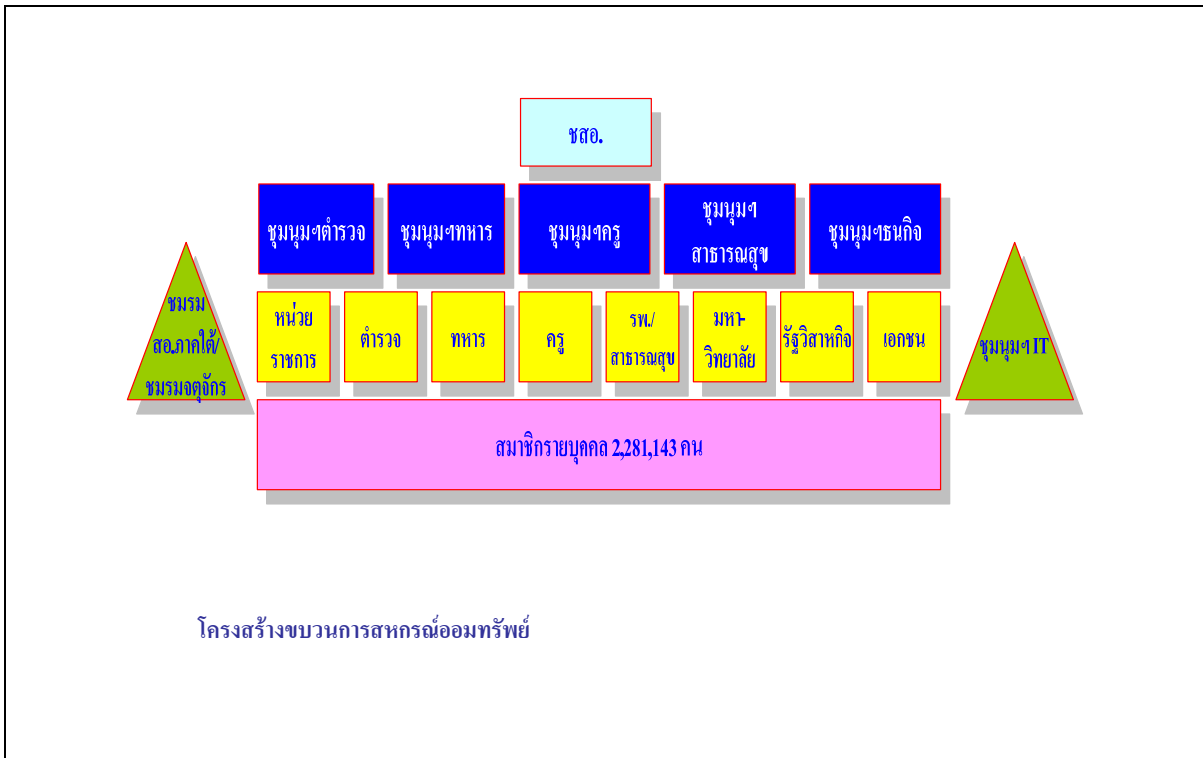 ชสอ.
ชุมนุมฯตำรวจ
ชุมนุมฯทหาร
ชุมนุมฯครู
ชุมนุมฯ
สาธารณสุข
ชุมนุมฯธนกิจ
ชมรม
สอ.ภาคใต้/
ชมรมจตุจักร
หน่วย
ราชการ
ตำรวจ
ทหาร
ครู
รพ./
สาธารณสุข
มหา-
วิทยาลัย
รัฐวิสาหกิจ
เอกชน
ชุมนุมฯ IT
สมาชิกรายบุคคล 2,281,143 คน
โครงสร้างขบวนการสหกรณ์ออมทรัพย์